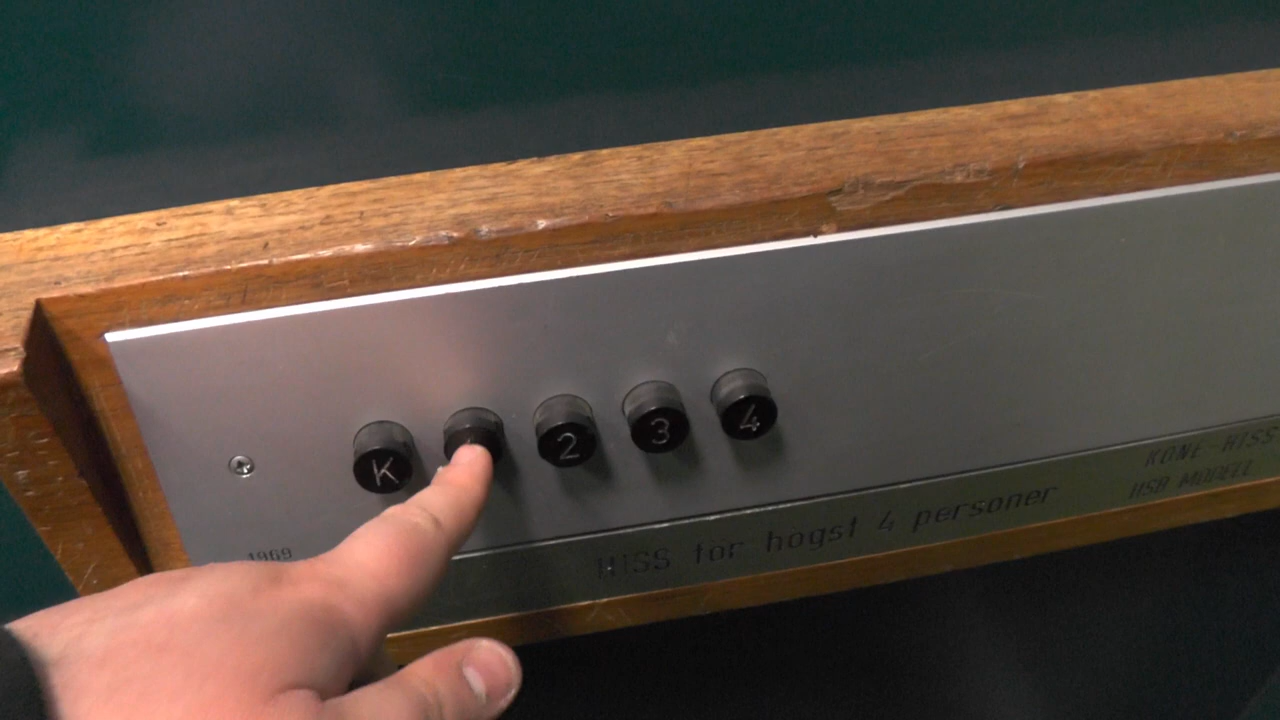 K 2 3 4
1969
HISS för högst 4 personer
KONE-HISS
HSB MODELL